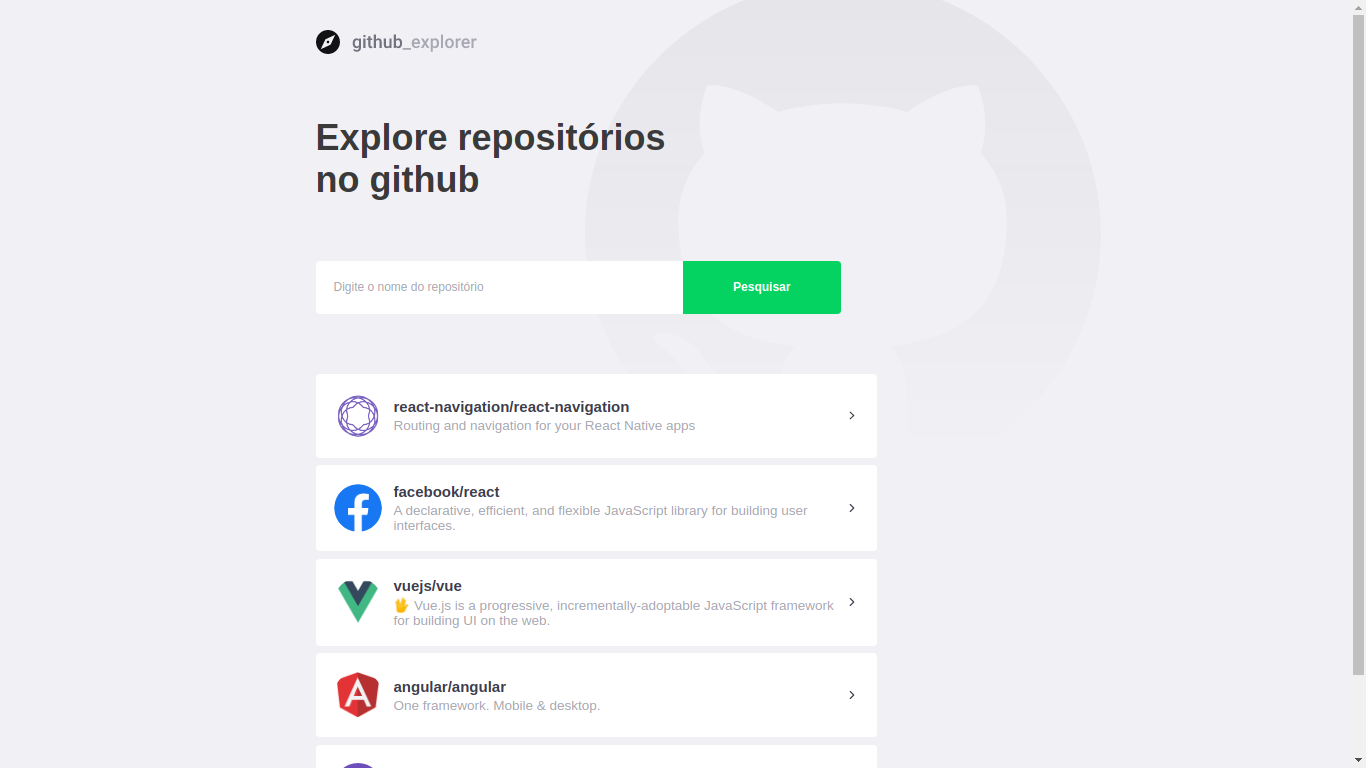 github_explorer
Explore repositórios
no github
Digite o nome do repositório
Pesquisar
react-navigation/react-navigation
Routing and navigation for your React Native apps
facebook/react
A declarative, efficient, and flexible JavaScript library for building user
interfaces.
vuejs/vue
🖖 Vue.js is a progressive, incrementally-adoptable JavaScript framework
for building UI on the web.
angular/angular
One framework. Mobile & desktop.